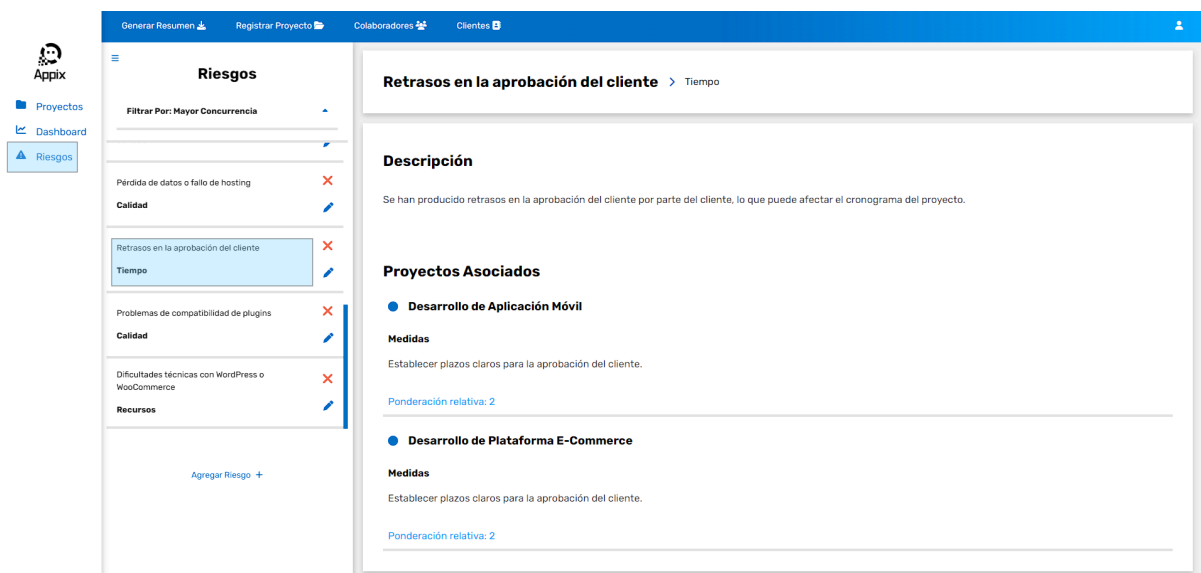 Generar Resumen
Registrar Proyecto
Colaboradores
Clientes
Appix
Proyectos
Dashboard
Riesgos
Riesgos
Filtrar Por: Mayor Concurrencia
Pérdida de datos o fallo de hosting
Calidad
Retrasos en la aprobación del cliente
Tiempo
Problemas de compatibilidad de plugins
Calidad
Dificultades técnicas con WordPress o
WooCommerce
Recursos
Agregar Riesgo +
Retrasos en la aprobación del cliente > Tiempo
Descripción
Se han producido retrasos en la aprobación del cliente por parte del cliente, lo que puede afectar el cronograma del proyecto.
Proyectos Asociados
Desarrollo de Aplicación Móvil
Medidas
Establecer plazos claros para la aprobación del cliente.
Ponderación relativa: 2
Desarrollo de Plataforma E-Commerce
Medidas
Establecer plazos claros para la aprobación del cliente.
Ponderación relativa: 2